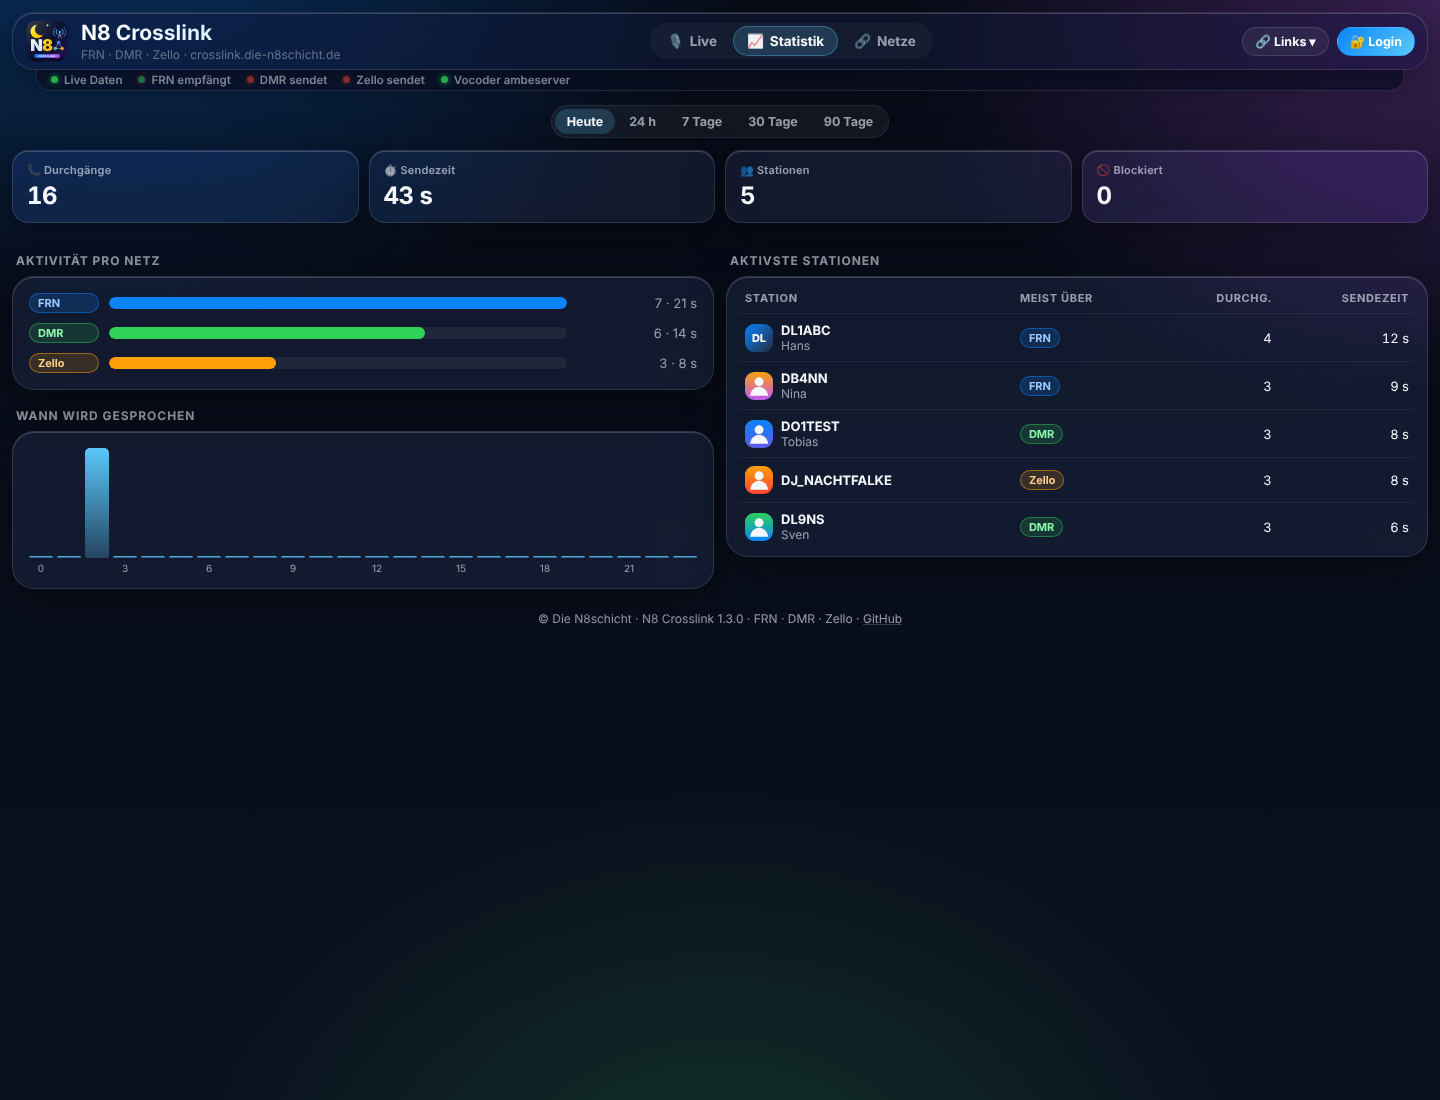 N8
N8 Crosslink
FRN · DMR · Zello · crosslink.die-n8schicht.de
Live
Statistik
Netze
Links ▾
Login
Live Daten
FRN empfängt
DMR sendet
Zello sendet
Vocoder ambeserver
Heute
24 h
7 Tage
30 Tage
90 Tage
Durchgänge
16
Sendezeit
43 s
Stationen
5
Blockiert
0
AKTIVITÄT PRO NETZ
FRN 7 · 21 s
DMR 6 · 14 s
Zello 3 · 8 s
WANN WIRD GESPROCHEN
0 3 6 9 12 15 18 21
AKTIVSTE STATIONEN
STATION MEIST ÜBER DURCHG. SENDEZEIT
DL DL1ABC FRN 4 12 s
Hans
DB4NN FRN 3 9 s
Nina
DO1TEST DMR 3 8 s
Tobias
DJ_NACHTFALKE Zello 3 8 s
DL9NS DMR 3 6 s
Sven
© Die N8schicht · N8 Crosslink 1.3.0 · FRN · DMR · Zello · GitHub